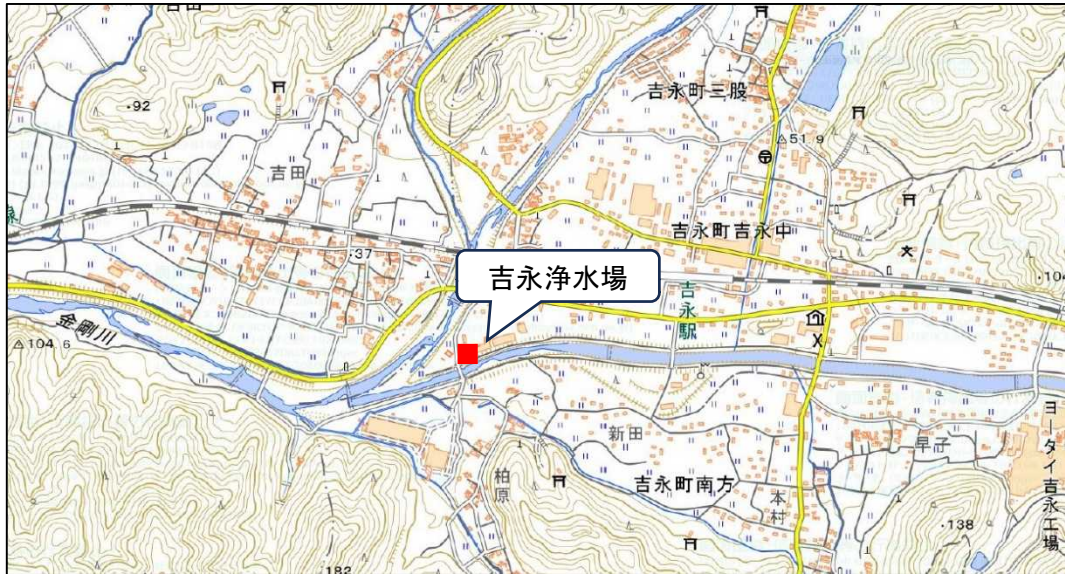 吉永町三股
・92
△51.9
吉田
吉永町吉永中
・37
吉永浄水場
・104
吉永駅
金剛川
△104.6
新田
早子
ヨータイ吉永工場
柏原
吉永町南方
本村
・138
・182